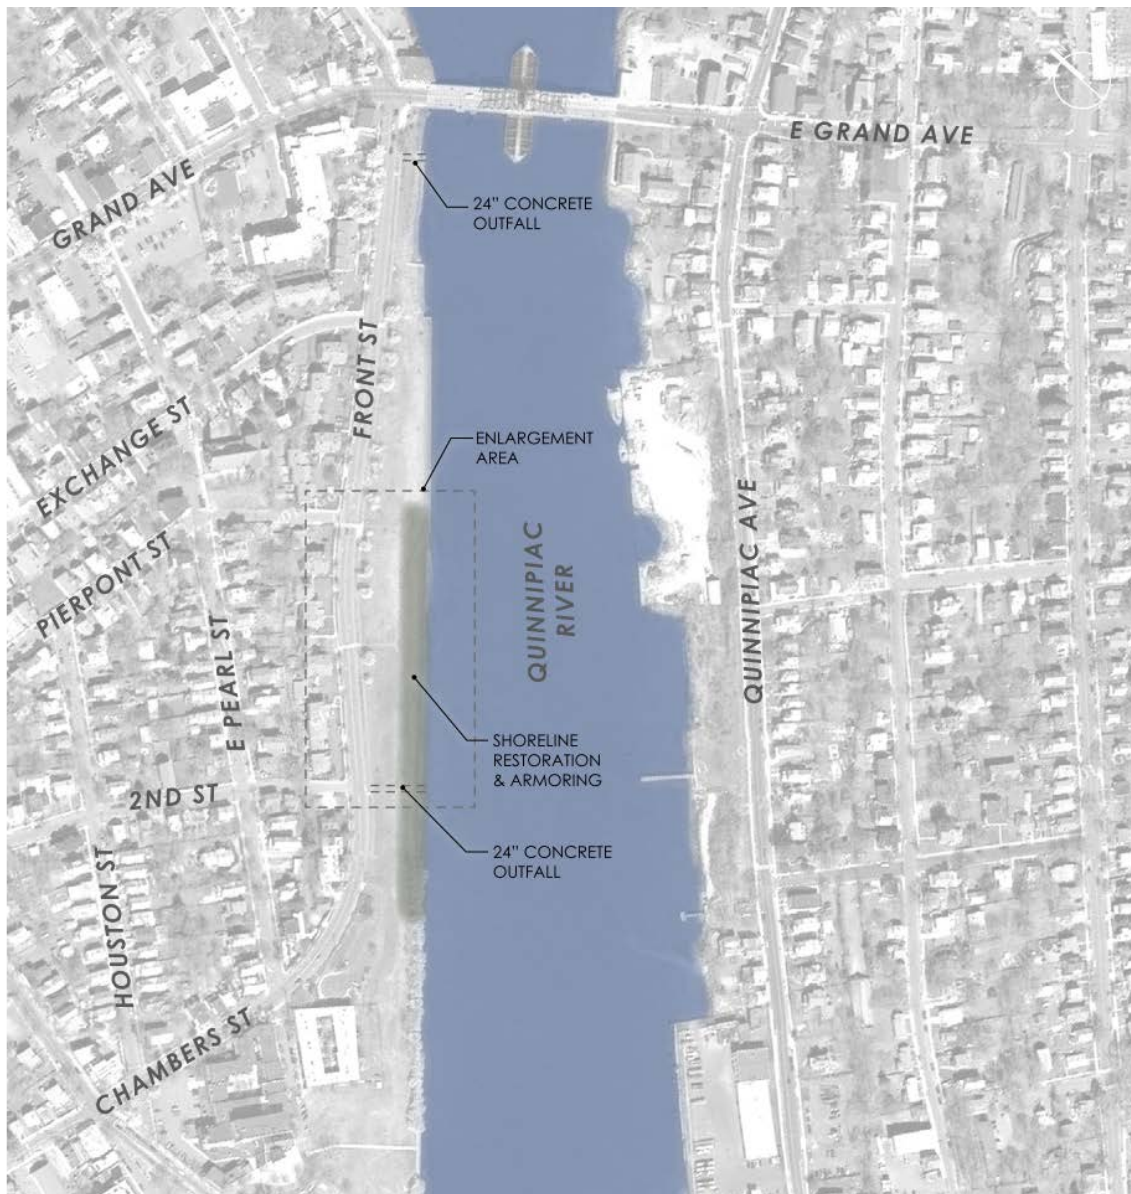 E GRAND AVE
GRAND AVE
24" CONCRETE
OUTFALL
FRONT ST
EXCHANGE ST
ENLARGEMENT
AREA
PIERPONT ST
QUINNIPIAC
RIVER
QUINNIPIAC AVE
E PEARL ST
SHORELINE
RESTORATION
& ARMORING
2ND ST
24" CONCRETE
OUTFALL
HOUSTON ST
CHAMBERS ST